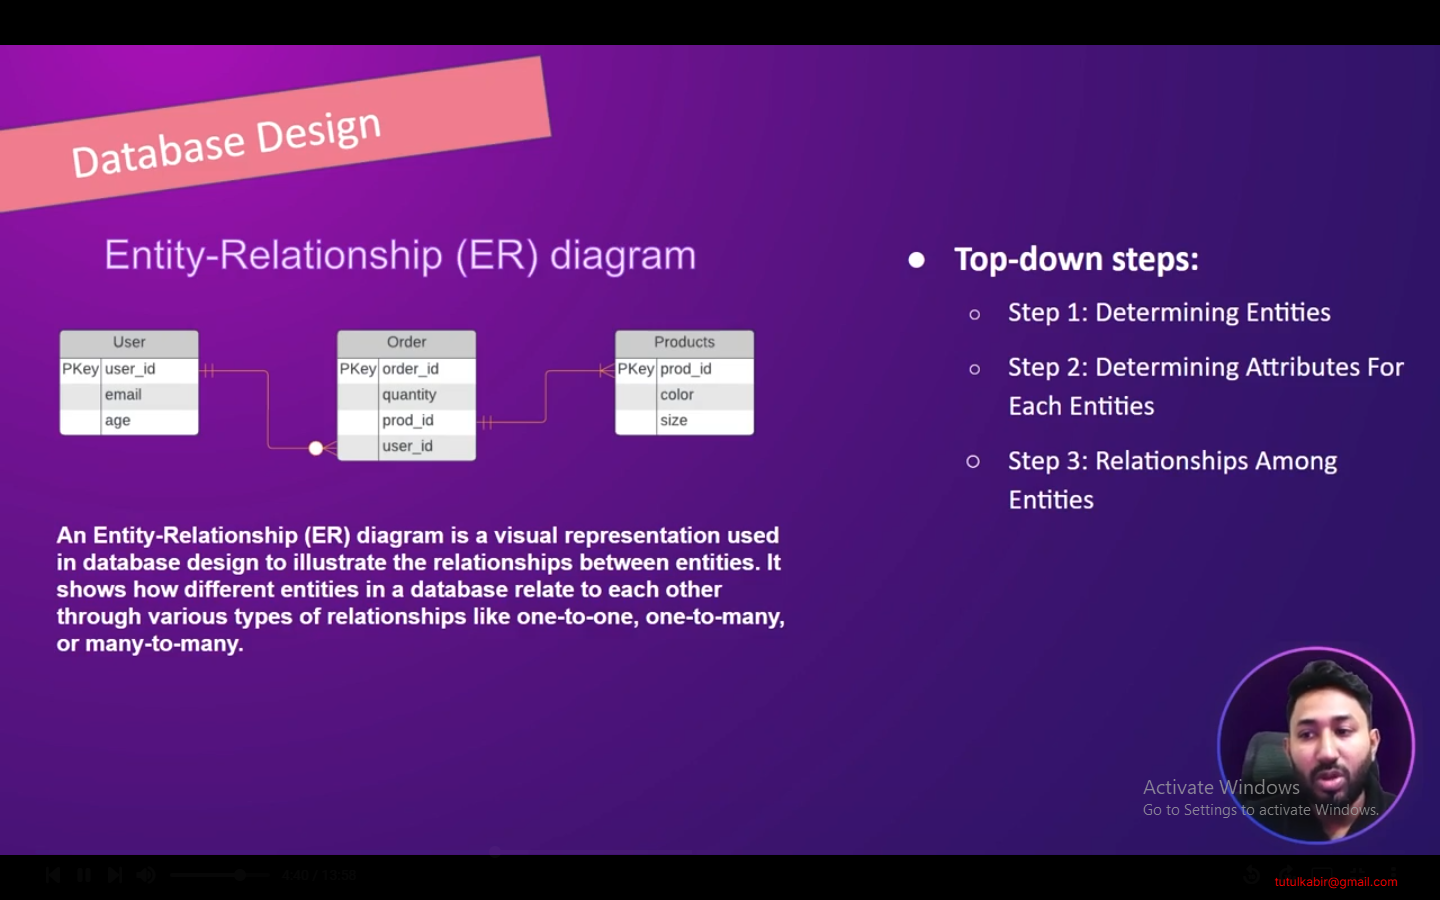 Database Design
Entity-Relationship (ER) diagram
User
PKey user_id
email
age
Order
PKey order_id
quantity
prod_id
user_id
Products
PKey prod_id
color
size
An Entity-Relationship (ER) diagram is a visual representation used
in database design to illustrate the relationships between entities. It
shows how different entities in a database relate to each other
through various types of relationships like one-to-one, one-to-many,
or many-to-many.
Top-down steps:
Step 1: Determining Entities
Step 2: Determining Attributes For
Each Entities
Step 3: Relationships Among
Entities
Activate Windows
Go to Settings to activate Windows.
4:40 / 13:58
tutulkabir@gmail.com